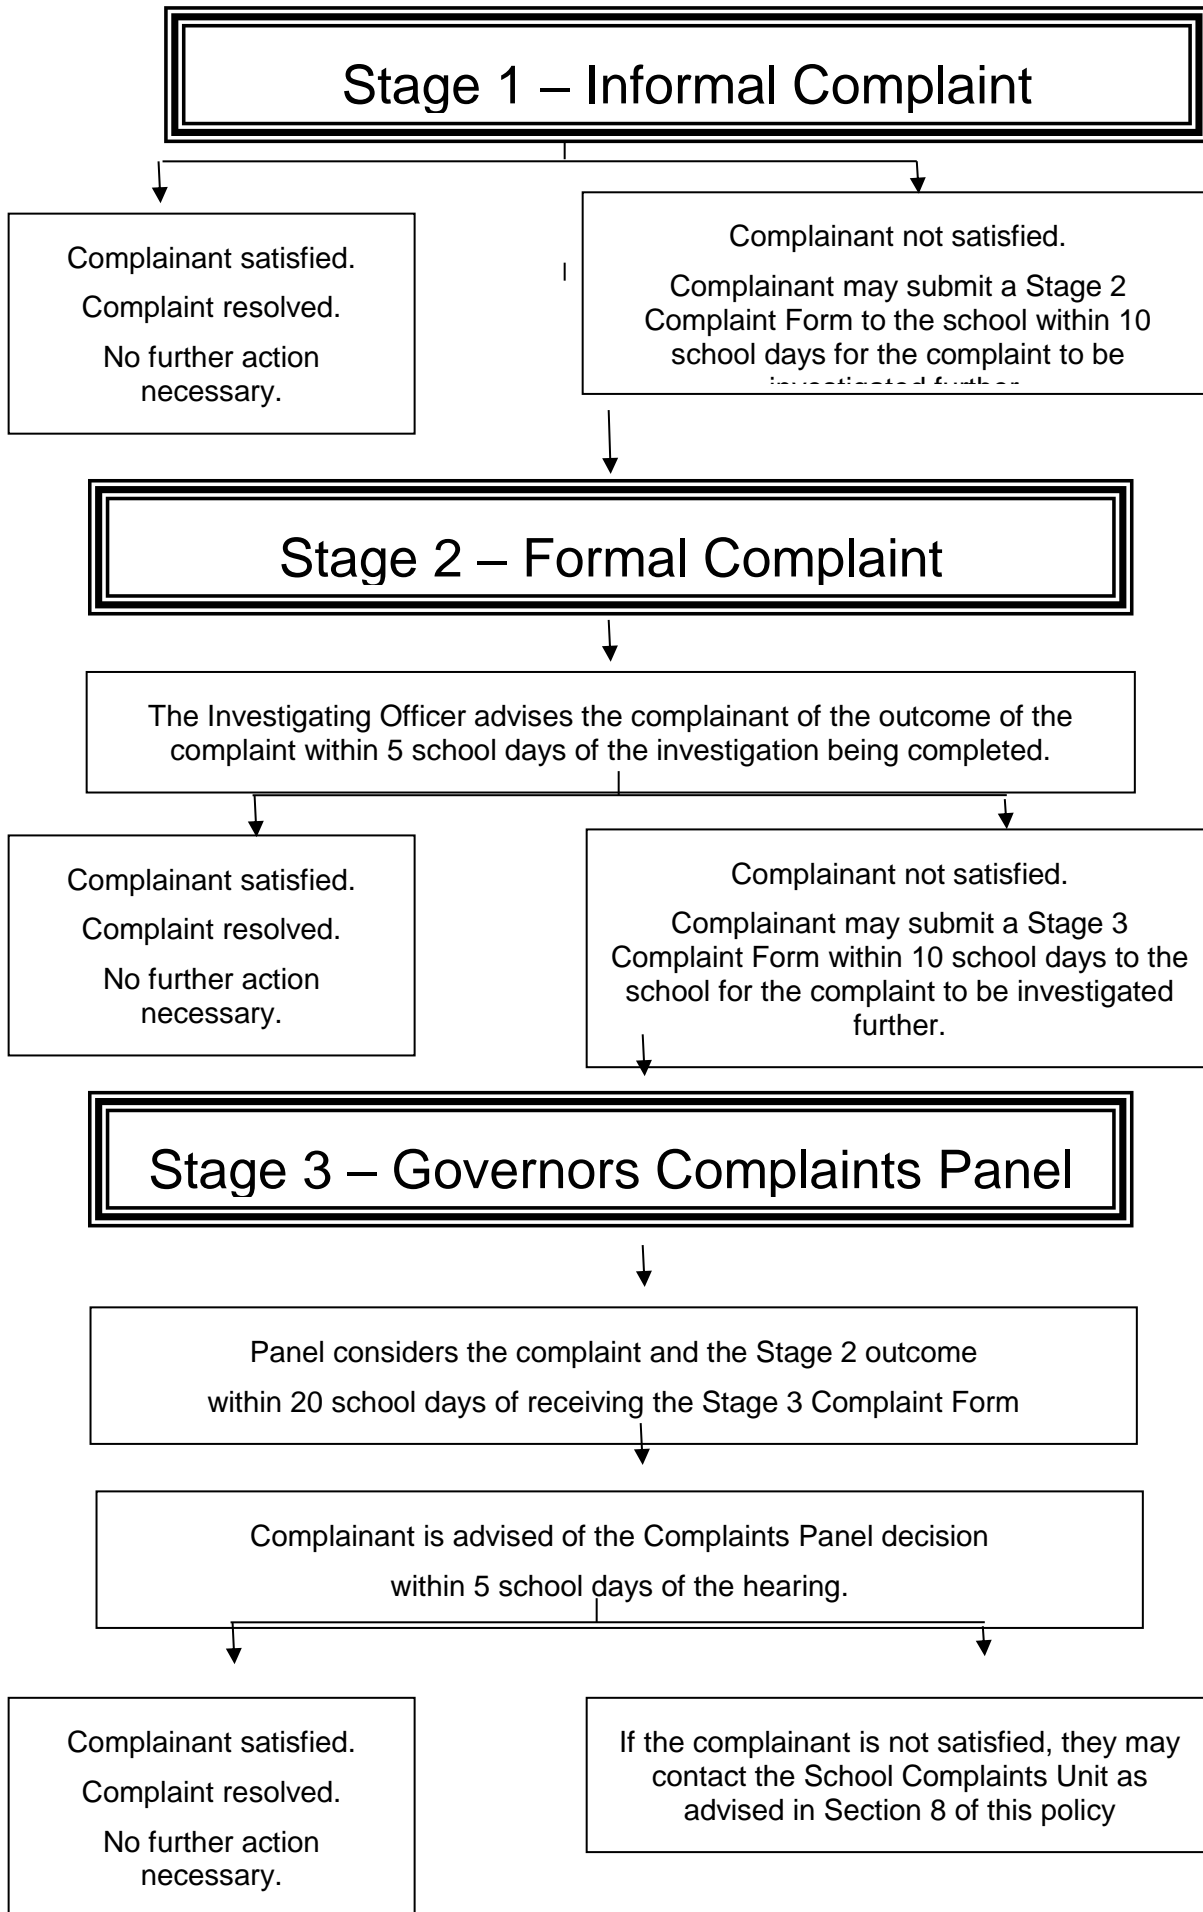 Stage 1 – Informal Complaint
Complainant satisfied.
Complaint resolved.
No further action
necessary.
Complainant not satisfied.
Complainant may submit a Stage 2
Complaint Form to the school within 10
school days for the complaint to be
investigated further
Stage 2 – Formal Complaint
The Investigating Officer advises the complainant of the outcome of the
complaint within 5 school days of the investigation being completed.
Complainant satisfied.
Complaint resolved.
No further action
necessary.
Complainant not satisfied.
Complainant may submit a Stage 3
Complaint Form within 10 school days to the
school for the complaint to be investigated
further.
Stage 3 – Governors Complaints Panel
Panel considers the complaint and the Stage 2 outcome
within 20 school days of receiving the Stage 3 Complaint Form
Complainant is advised of the Complaints Panel decision
within 5 school days of the hearing.
Complainant satisfied.
Complaint resolved.
No further action
necessary.
If the complainant is not satisfied, they may
contact the School Complaints Unit as
advised in Section 8 of this policy